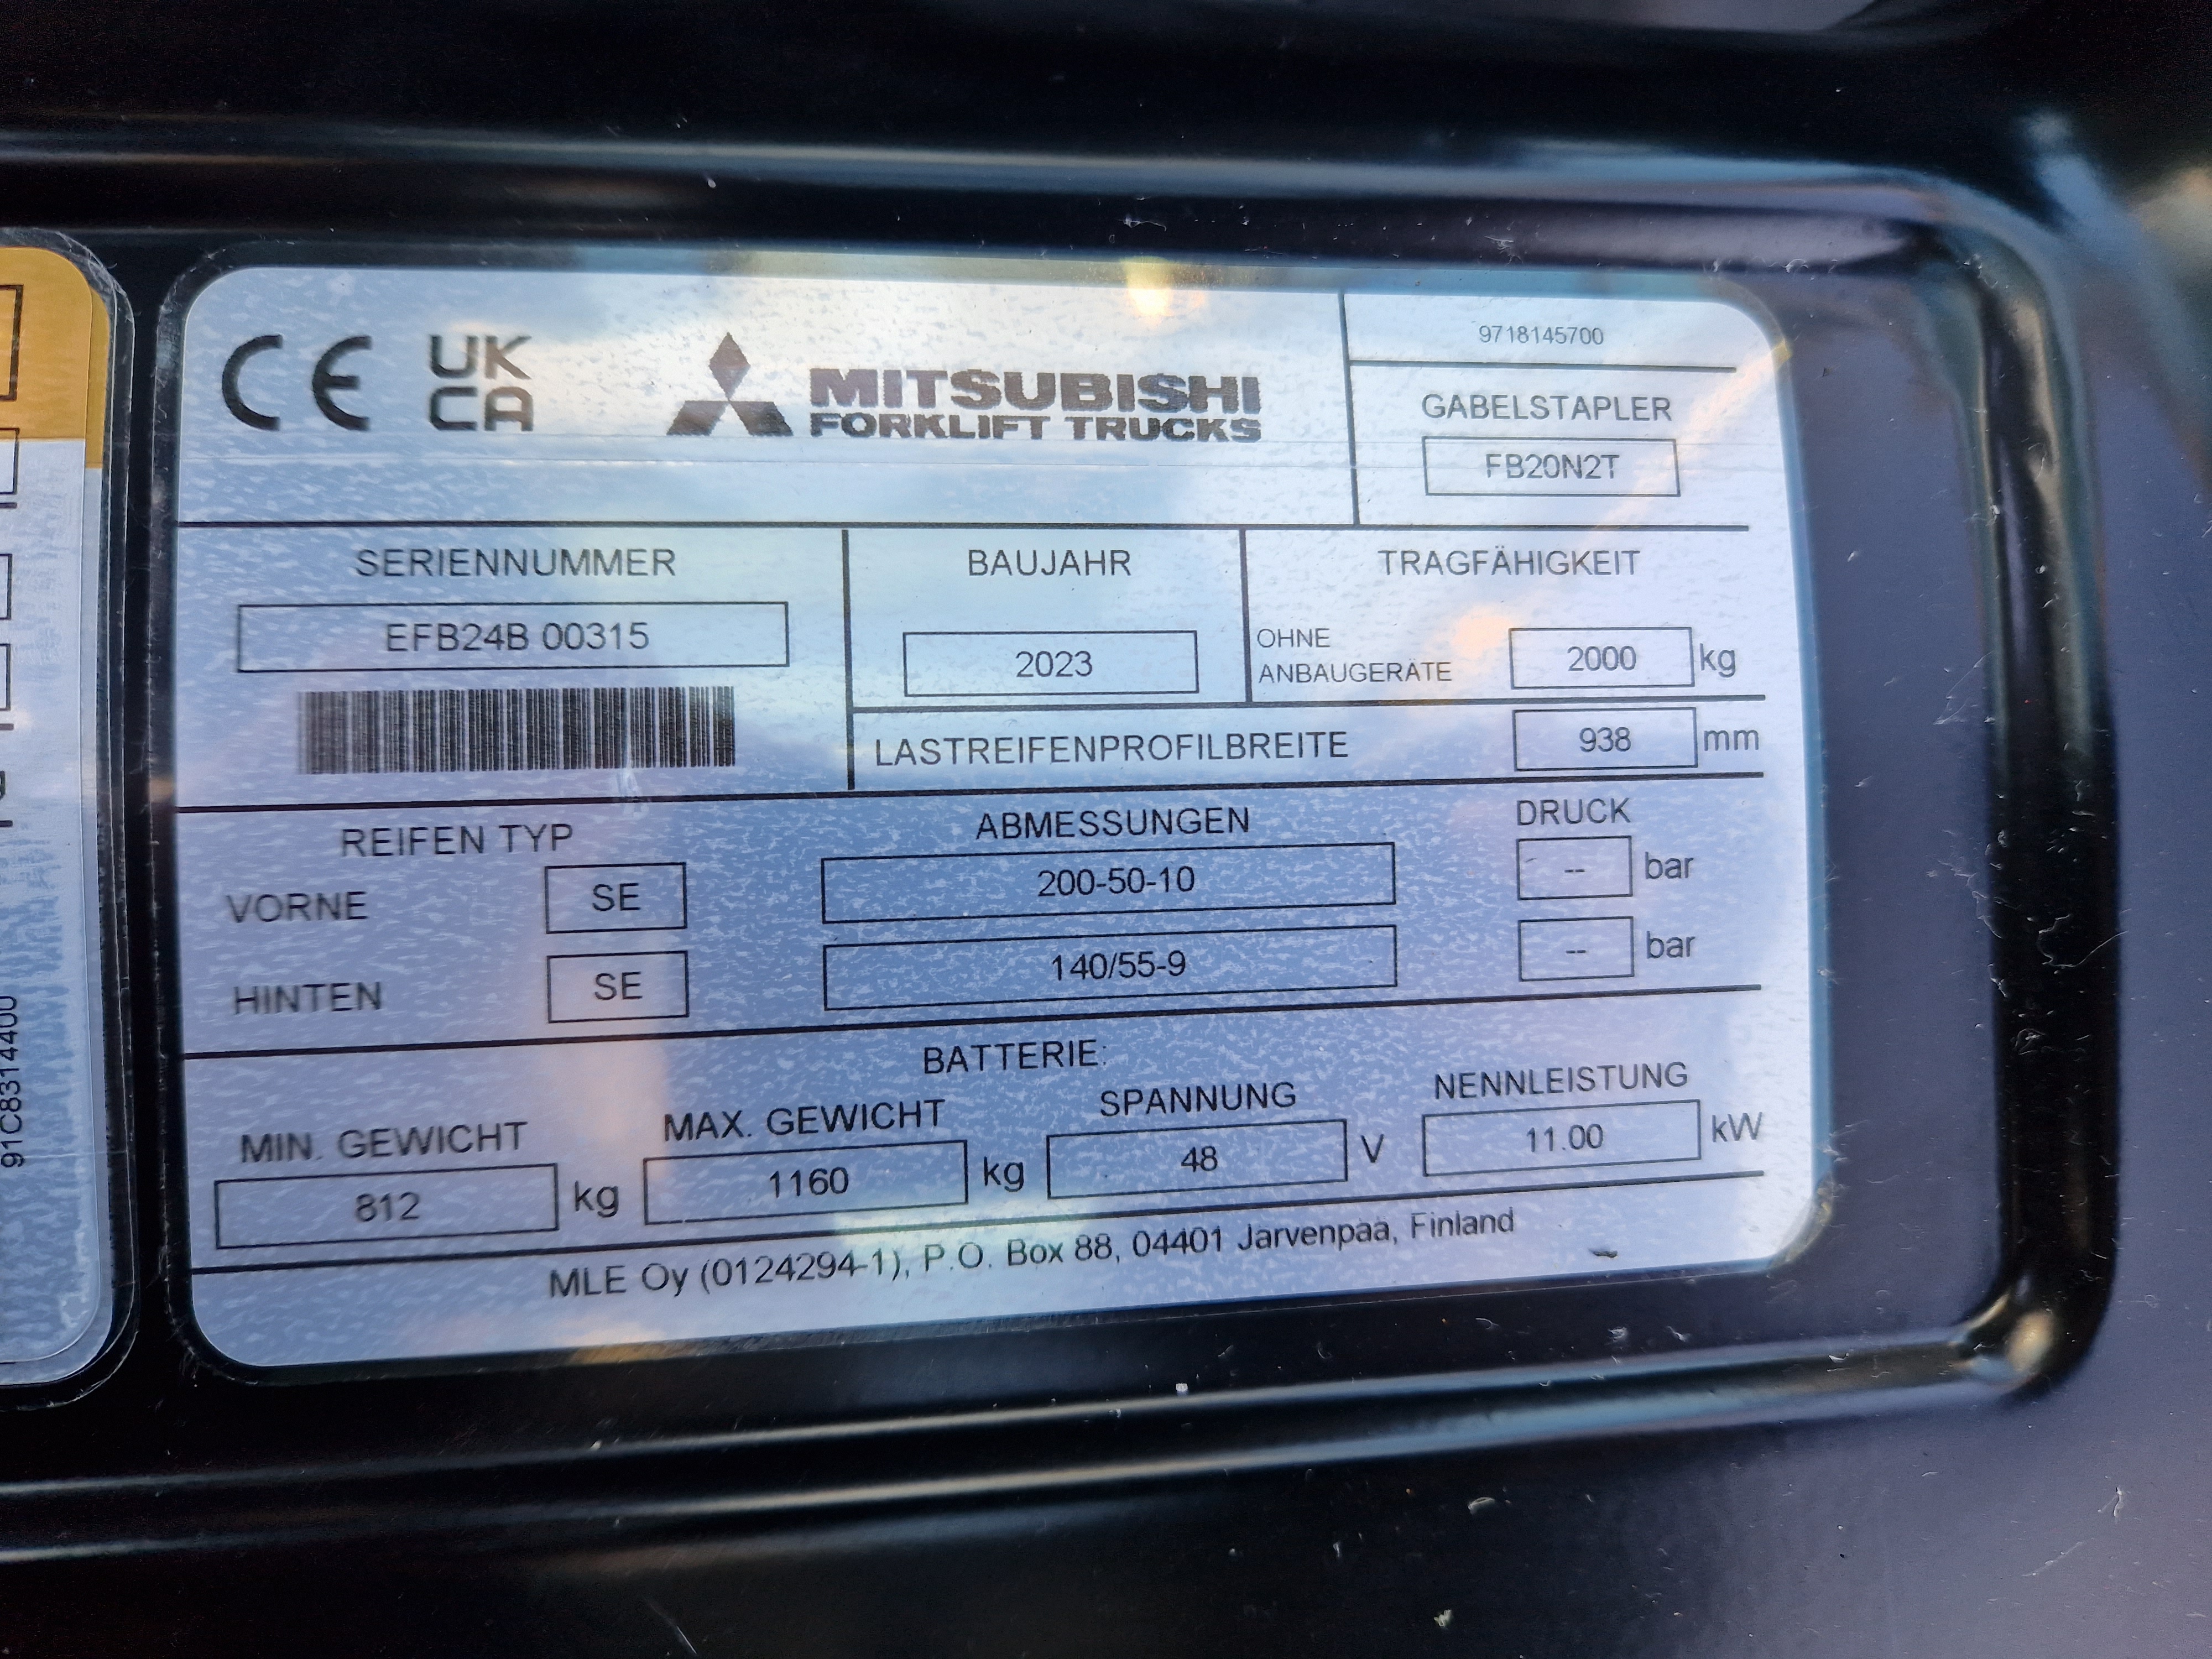 CE UK CA
MITSUBISHI
FORKLIFT TRUCKS
9718145700
GABELSTAPLER
FB20N2T
SERIENNUMMER
EFB24B 00315
BAUJAHR
2023
TRAGFÄHIGKEIT
OHNE
ANBAUGERÄTE
2000 kg
LASTREIFENPROFILBREITE 938 mm
REIFEN TYP ABMESSUNGEN DRUCK
VORNE SE 200-50-10 -- bar
HINTEN SE 140/55-9 -- bar
BATTERIE:
MIN. GEWICHT MAX. GEWICHT SPANNUNG NENNLEISTUNG
812 kg 1160 kg 48 V 11.00 kW
MLE Oy (0124294-1), P.O. Box 88, 04401 Jarvenpaa, Finland
91C8314400